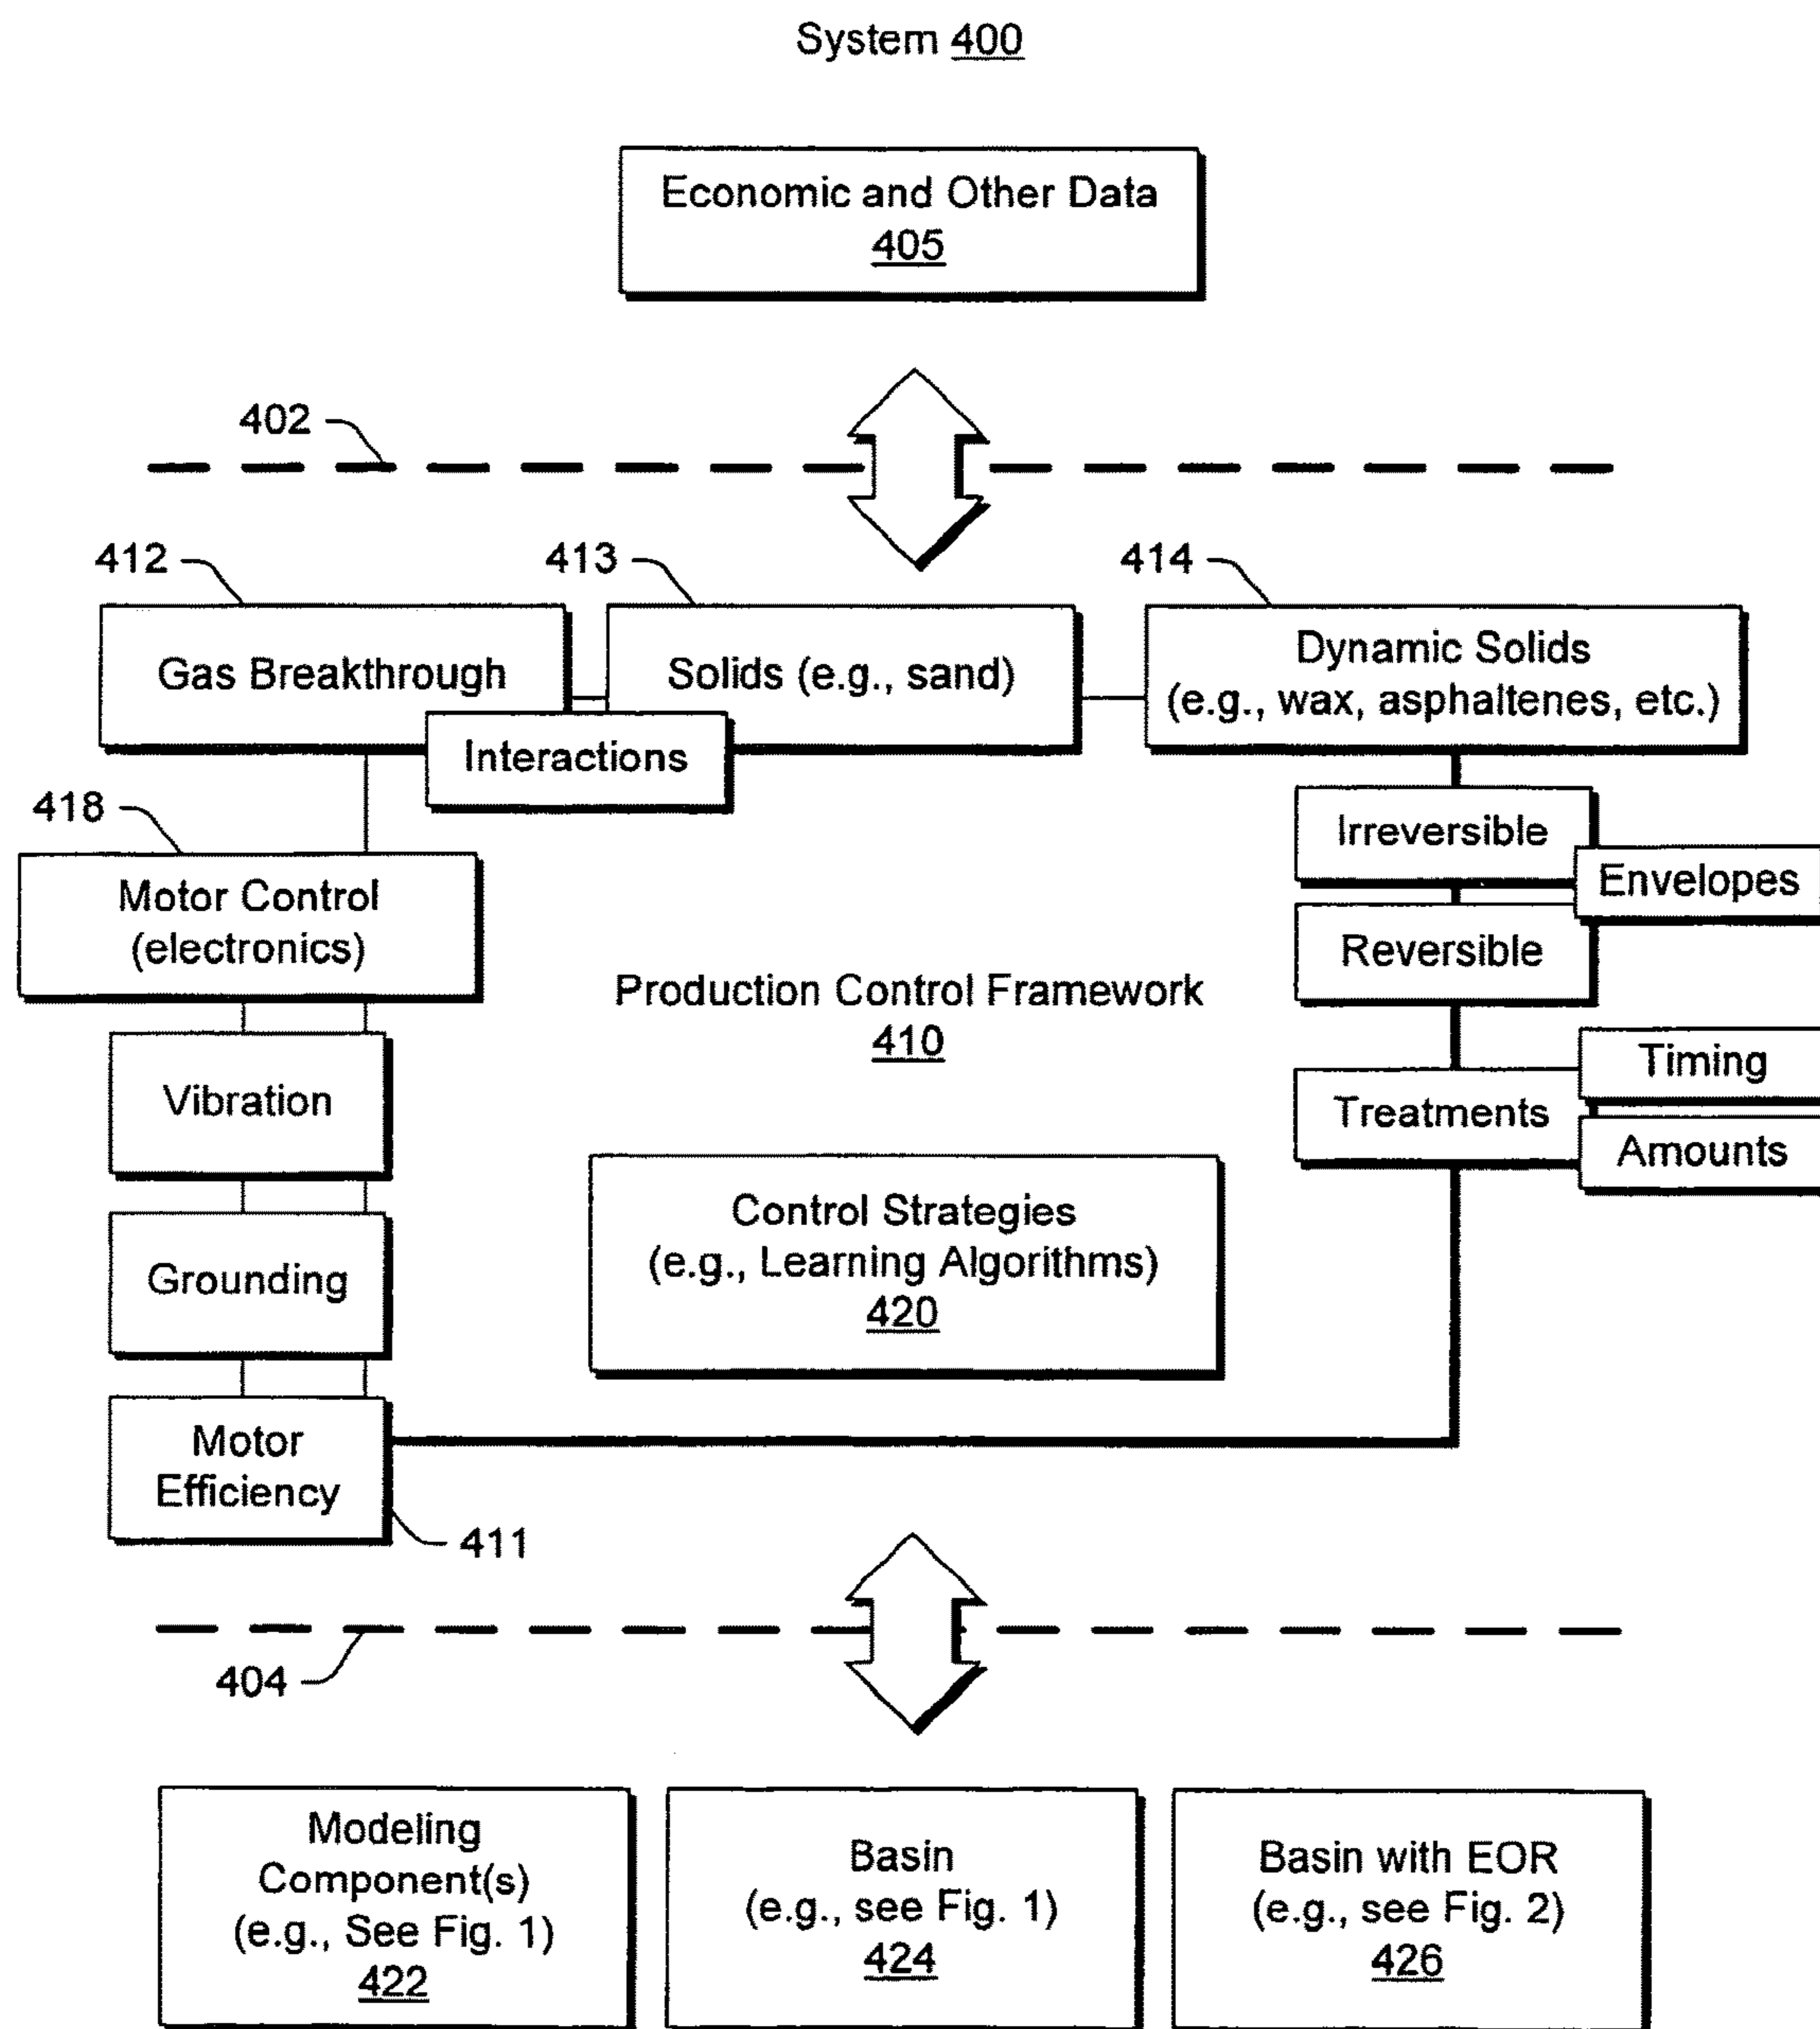 System 400
Economic and Other Data
405
402
412
413
414
Gas Breakthrough
Solids (e.g., sand)
Dynamic Solids
(e.g., wax, asphaltenes, etc.)
Interactions
418
Irreversible
Envelopes
Motor Control
(electronics)
Reversible
Production Control Framework
410
Timing
Vibration
Treatments
Amounts
Control Strategies
(e.g., Learning Algorithms)
420
Grounding
Motor
Efficiency
411
404
Modeling
Component(s)
(e.g., See Fig. 1)
422
Basin
(e.g., see Fig. 1)
424
Basin with EOR
(e.g., see Fig. 2)
426